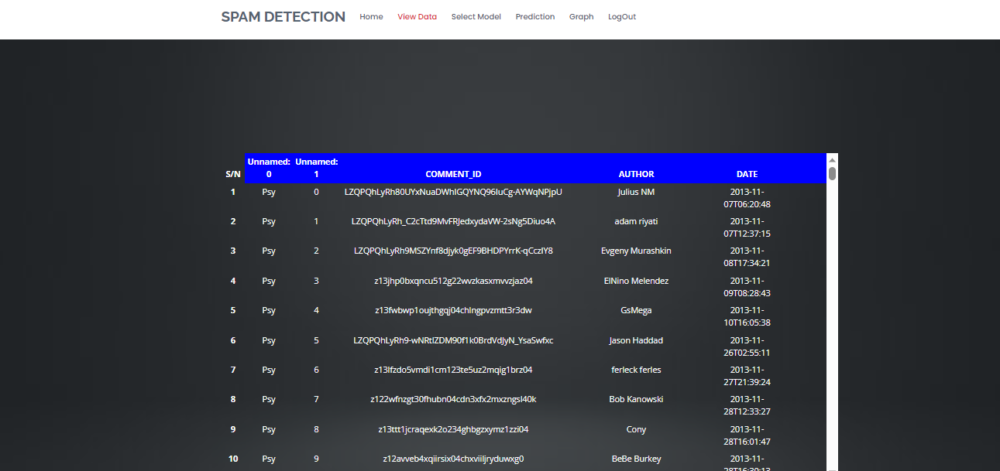 SPAM DETECTION Home View Data Select Model Prediction Graph LogOut
Unnamed: Unnamed:
S/N 0 1 COMMENT_ID AUTHOR DATE
1 Psy 0 LZQPQhLyRh80UYxNuaDWhIGQYNQ96IuCg-AYWqNPjpU Julius NM 2013-11-
07T06:20:48
2 Psy 1 LZQPQhLyRh_C2cTtd9MvFRJedxydaVW-2sNg5Diuo4A adam riyati 2013-11-
07T12:37:15
3 Psy 2 LZQPQhLyRh9MSZYnf8djyk0gEF9BHDPYrrK-qCczIY8 Evgeny Murashkin 2013-11-
08T17:34:21
4 Psy 3 z13jhp0bxqncu512g22wvzkasxmvvzjaz04 ElNino Melendez 2013-11-
09T08:28:43
5 Psy 4 z13fwbwp1oujthgqj04chlngpvzmtt3r3dw GsMega 2013-11-
10T16:05:38
6 Psy 5 LZQPQhLyRh9-wNRtlZDM90f1k0BrdVdJyN_YsaSwfxc Jason Haddad 2013-11-
26T02:55:11
7 Psy 6 z13lfzdo5vmdi1cm123te5uz2mqig1brz04 ferleck ferles 2013-11-
27T21:39:24
8 Psy 7 z122wfnzgt30fhubn04cdn3xfx2mxzngsl40k Bob Kanowski 2013-11-
28T12:33:27
9 Psy 8 z13ttt1jcraqexk2o234ghbgzxymz1zzi04 Cony 2013-11-
28T16:01:47
10 Psy 9 z12avveb4xqiirsix04chxviiljryduwxg0 BeBe Burkey 2013-11-
28T16:30:13